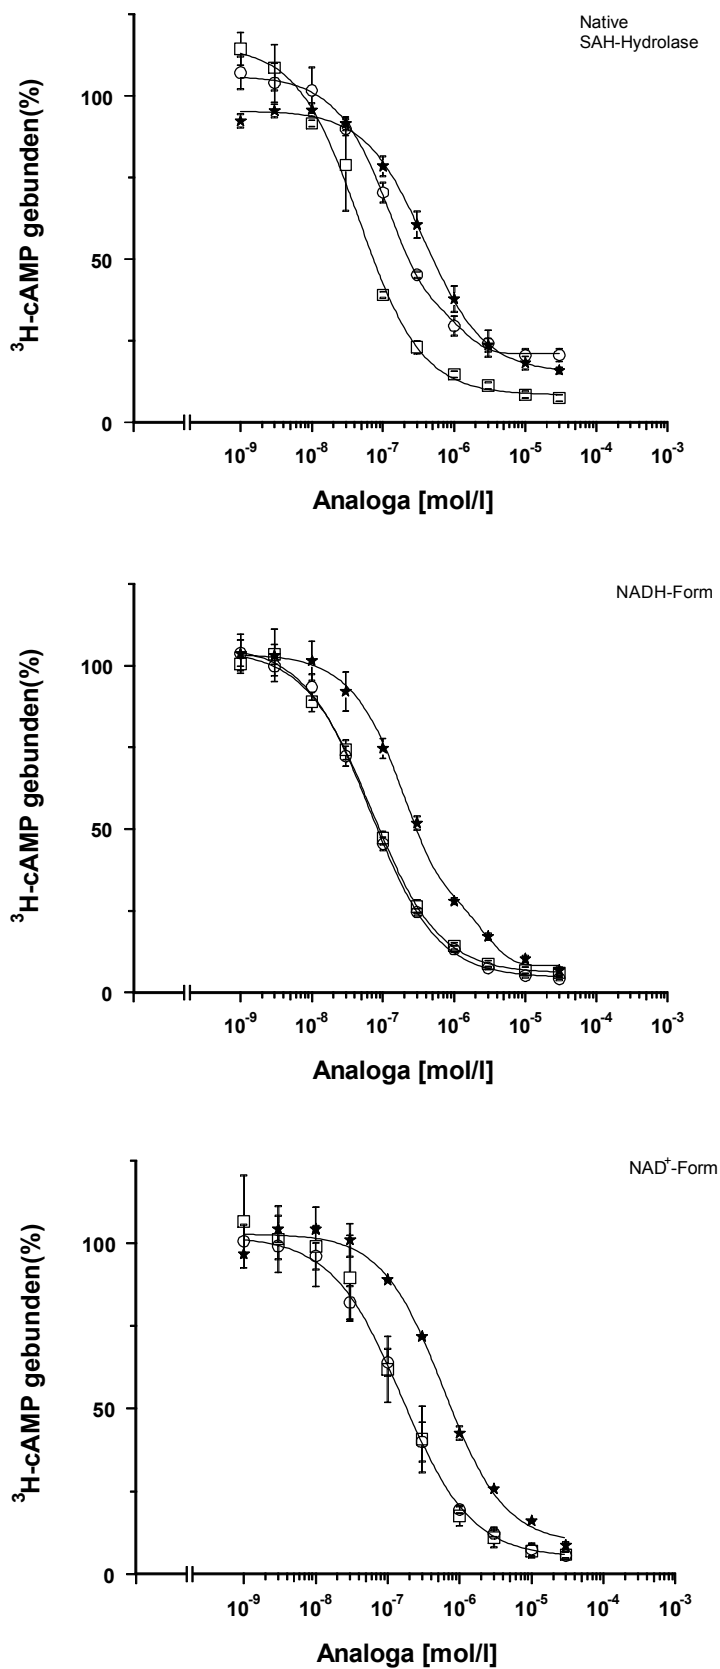 Native
SAH-Hydrolase
³H-cAMP gebunden(%)
100
50
0
10⁻⁹ 10⁻⁸ 10⁻⁷ 10⁻⁶ 10⁻⁵ 10⁻⁴ 10⁻³
Analoga [mol/l]
NADH-Form
³H-cAMP gebunden(%)
100
50
0
10⁻⁹ 10⁻⁸ 10⁻⁷ 10⁻⁶ 10⁻⁵ 10⁻⁴ 10⁻³
Analoga [mol/l]
NAD⁺-Form
³H-cAMP gebunden(%)
100
50
0
10⁻⁹ 10⁻⁸ 10⁻⁷ 10⁻⁶ 10⁻⁵ 10⁻⁴ 10⁻³
Analoga [mol/l]